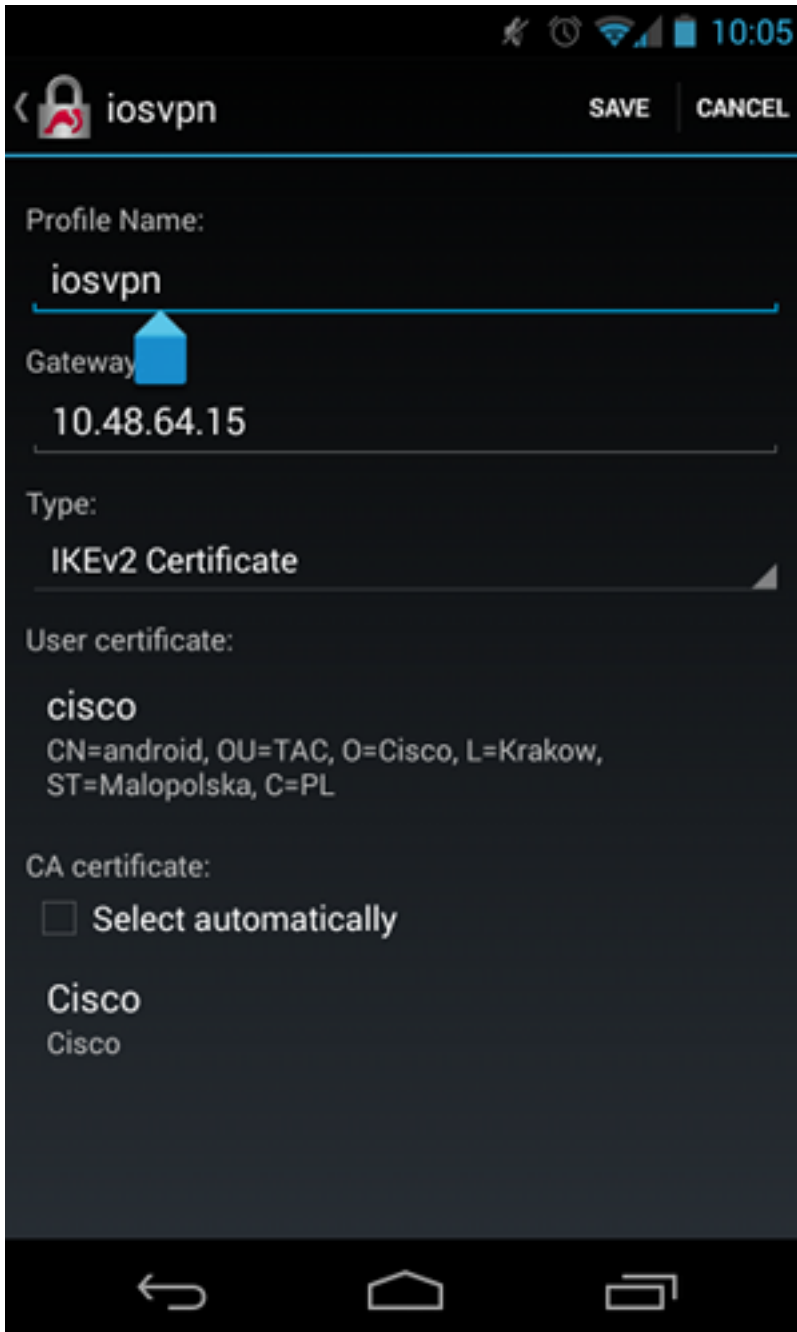 10:05
iosvpn SAVE CANCEL
Profile Name:
iosvpn
Gateway
10.48.64.15
Type:
IKEv2 Certificate
User certificate:
cisco
CN=android, OU=TAC, O=Cisco, L=Krakow,
ST=Malopolska, C=PL
CA certificate:
Select automatically
Cisco
Cisco